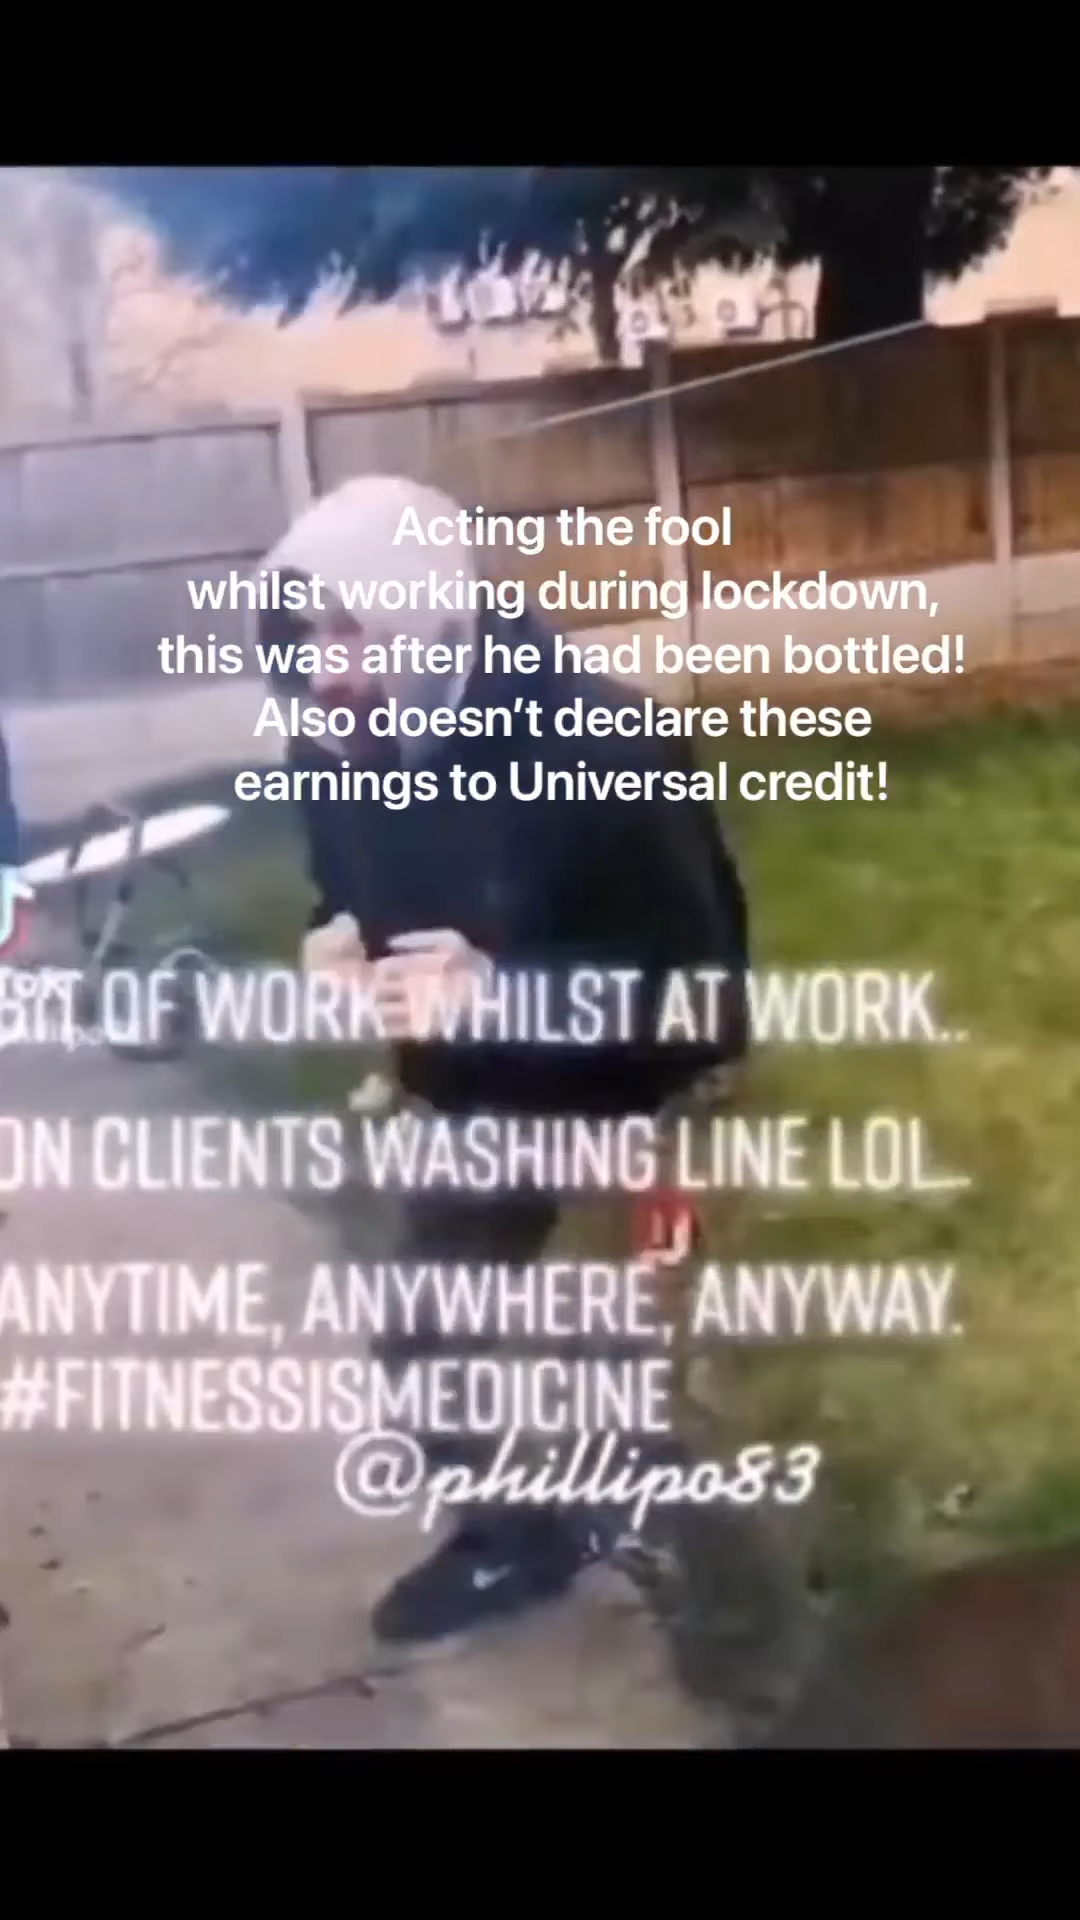 Acting the fool
whilst working during lockdown,
this was after he had been bottled!
Also doesn't declare these
earnings to Universal credit!
OF WORK WHILST AT WORK..
ON CLIENTS WASHING LINE LOL..
ANYTIME, ANYWHERE, ANYWAY.
#FITNESSISMEDICINE
@phillipo83